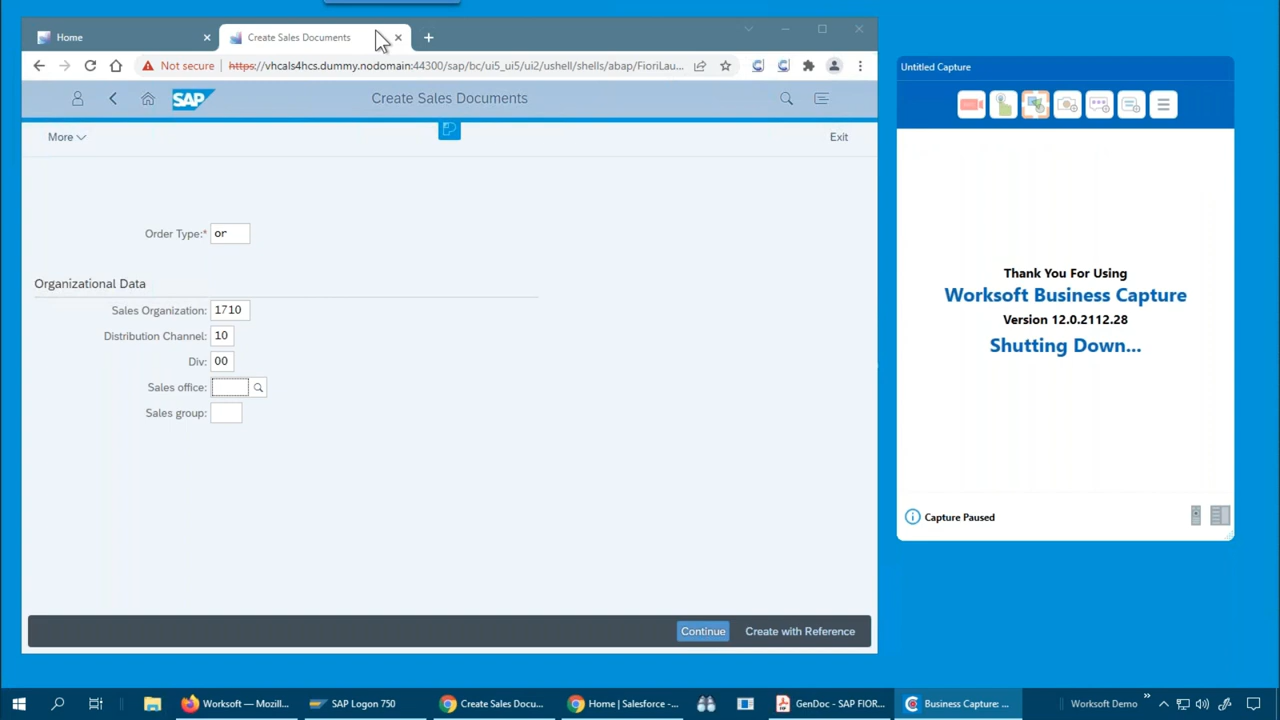 Home
Create Sales Documents
Not secure
https://vhcals4hcs.dummy.nodomain:44300/sap/bc/ui5_ui5/ui2/ushell/shells/abap/FioriLau...
SAP
Create Sales Documents
More
Exit
Order Type:* or
Organizational Data
Sales Organization: 1710
Distribution Channel: 10
Div: 00
Sales office:
Sales group:
Continue
Create with Reference
Untitled Capture
Thank You For Using
Worksoft Business Capture
Version 12.0.2112.28
Shutting Down...
Capture Paused
Worksoft — Mozill...
SAP Logon 750
Create Sales Docu...
Home | Salesforce -...
GenDoc - SAP FIOR...
Business Capture: ...
Worksoft Demo